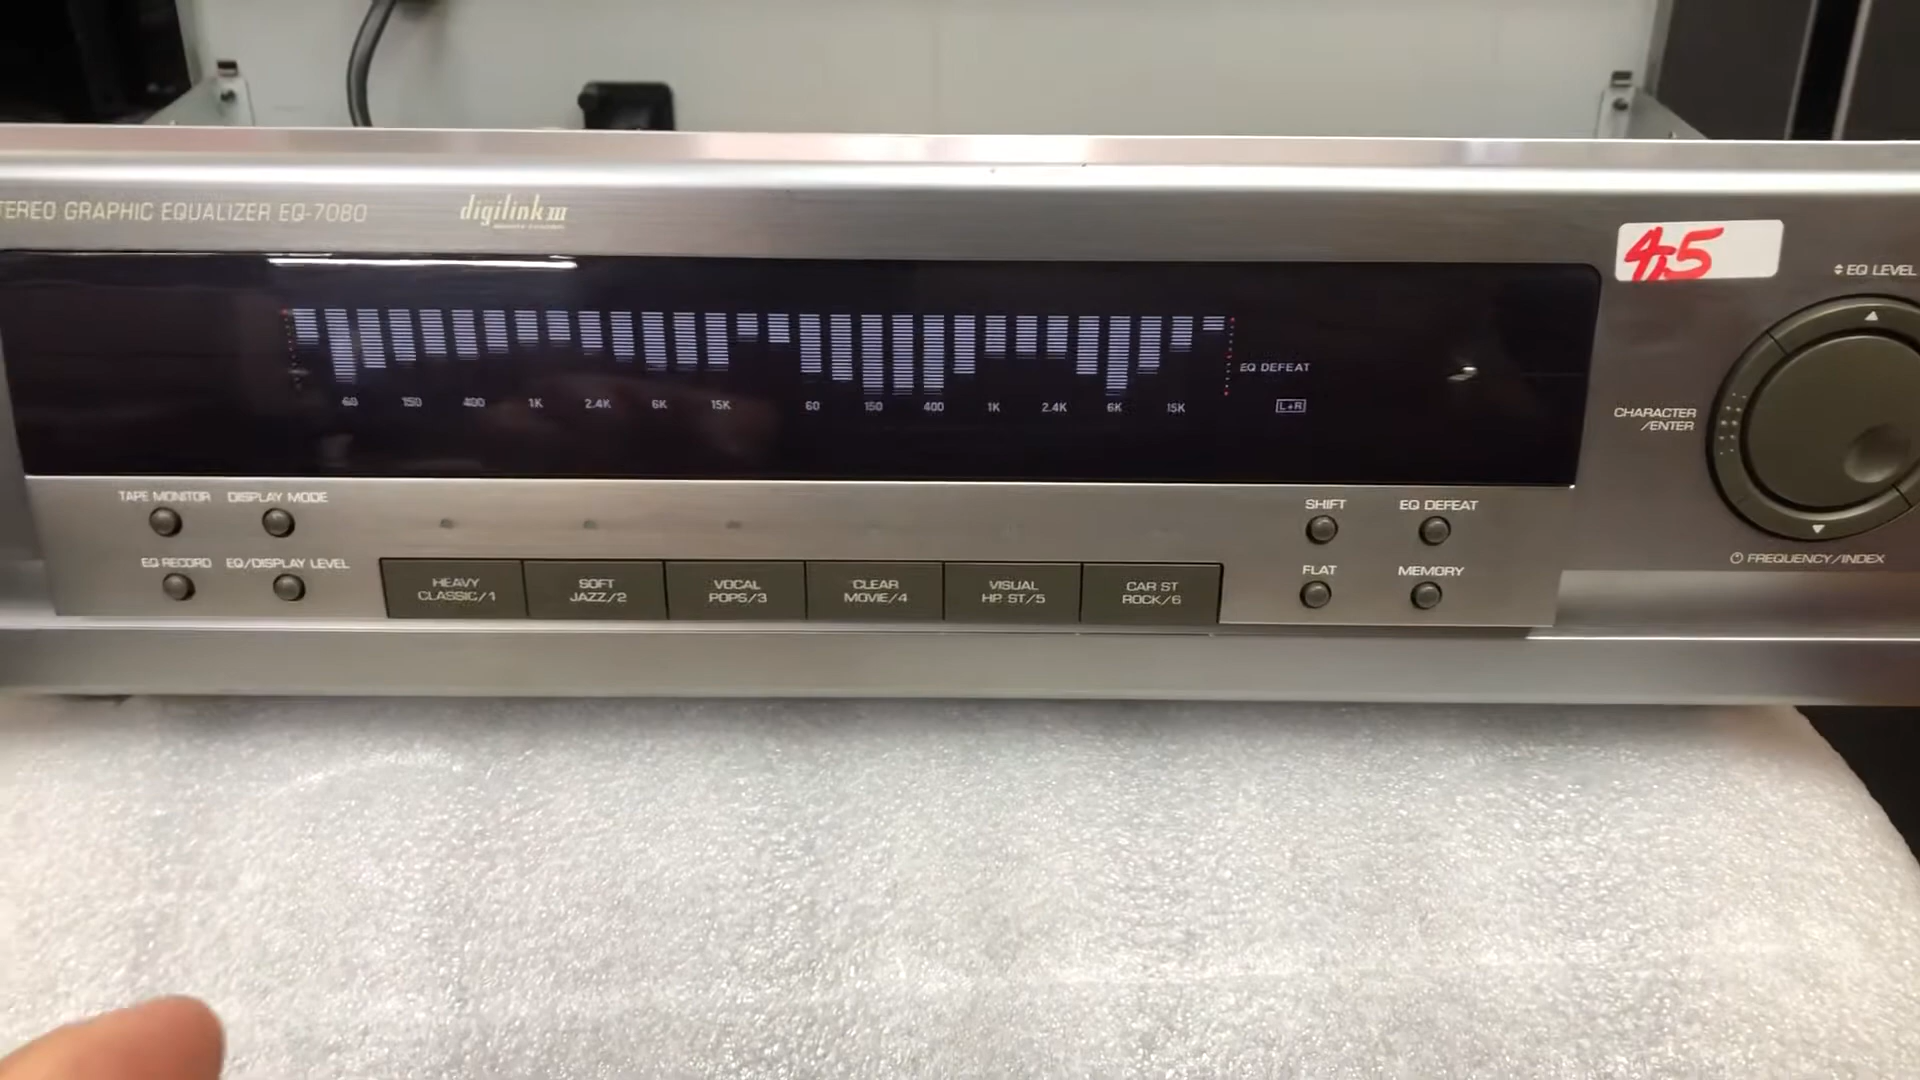 TEREO GRAPHIC EQUALIZER EQ-7080
digilink III
4,5
EQ LEVEL
EQ DEFEAT
60 150 400 1K 2.4K 6K 15K
60 150 400 1K 2.4K 6K 15K
L+R
CHARACTER
/ENTER
TAPE MONITOR
DISPLAY MODE
SHIFT
EQ DEFEAT
EQ RECORD
EQ/DISPLAY LEVEL
FLAT
MEMORY
FREQUENCY/INDEX
HEAVY
CLASSIC/1
SOFT
JAZZ/2
VOCAL
POPS/3
CLEAR
MOVIE/4
VISUAL
HP ST/5
CAR ST
ROCK/6